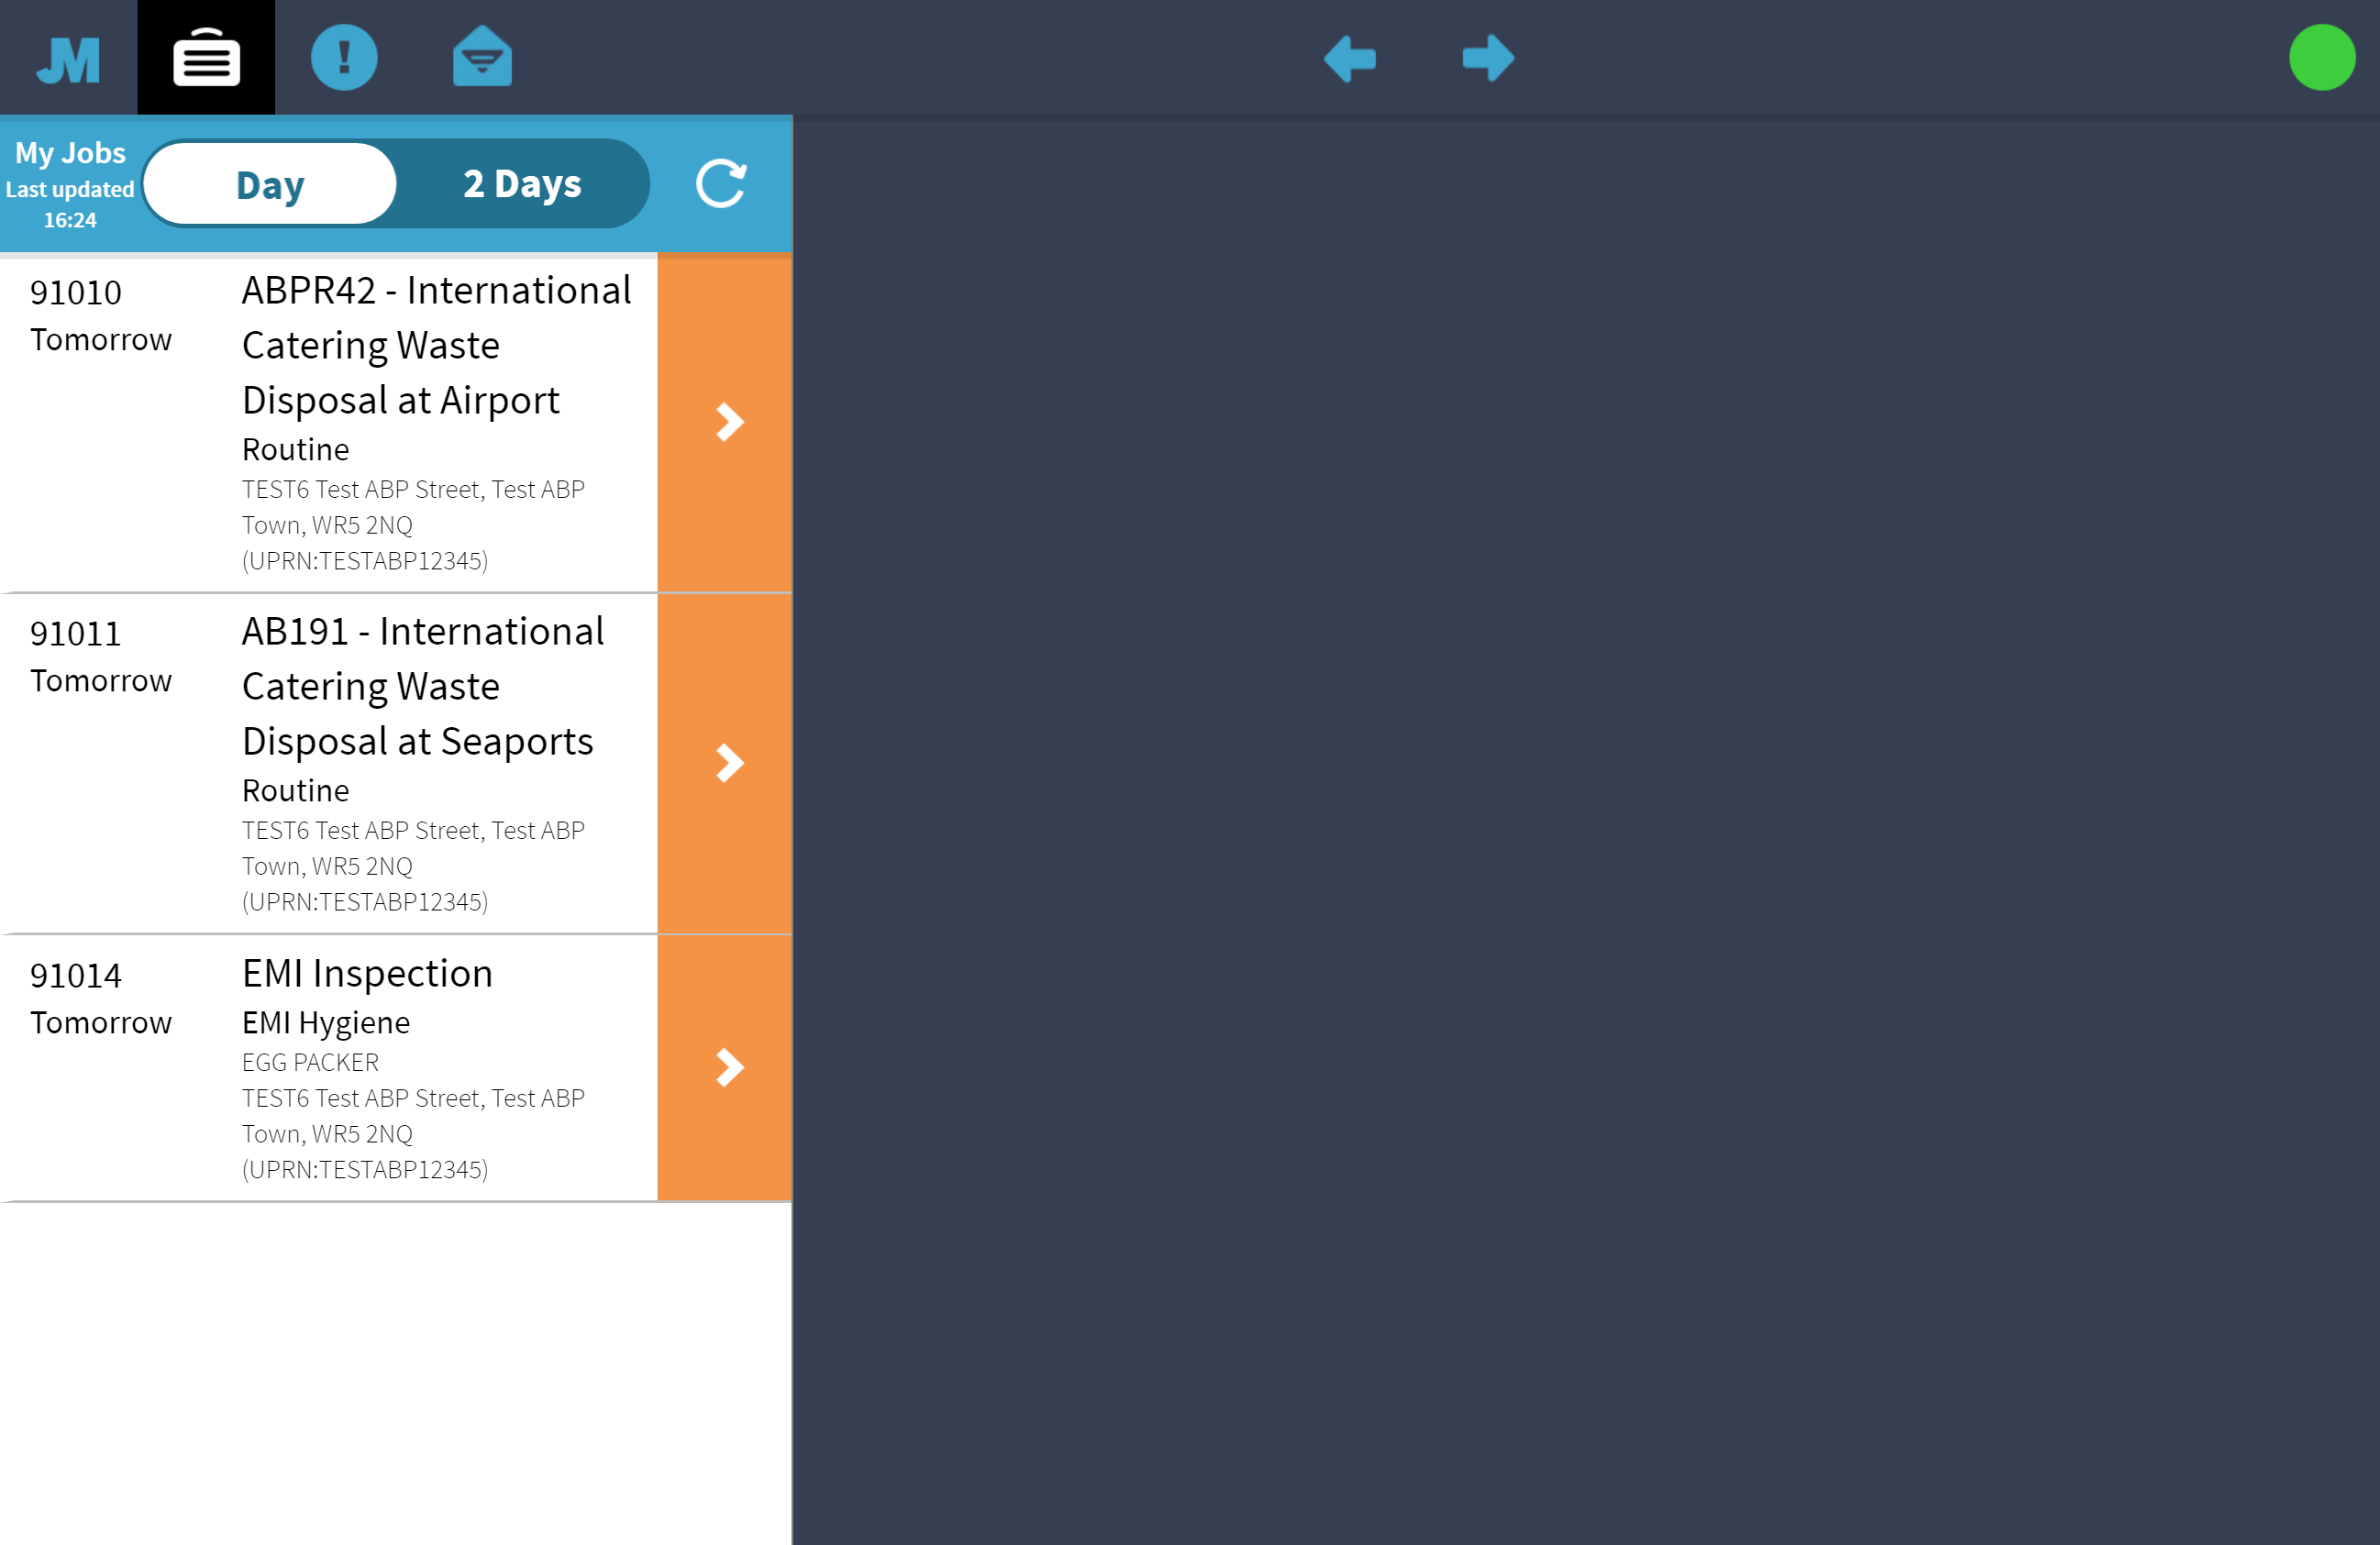 JM
My Jobs
Last updated
16:24
Day
2 Days
91010
Tomorrow
ABPR42 - International
Catering Waste
Disposal at Airport
Routine
TEST6 Test ABP Street, Test ABP
Town, WR5 2NQ
(UPRN:TESTABP12345)
91011
Tomorrow
AB191 - International
Catering Waste
Disposal at Seaports
Routine
TEST6 Test ABP Street, Test ABP
Town, WR5 2NQ
(UPRN:TESTABP12345)
91014
Tomorrow
EMI Inspection
EMI Hygiene
EGG PACKER
TEST6 Test ABP Street, Test ABP
Town, WR5 2NQ
(UPRN:TESTABP12345)